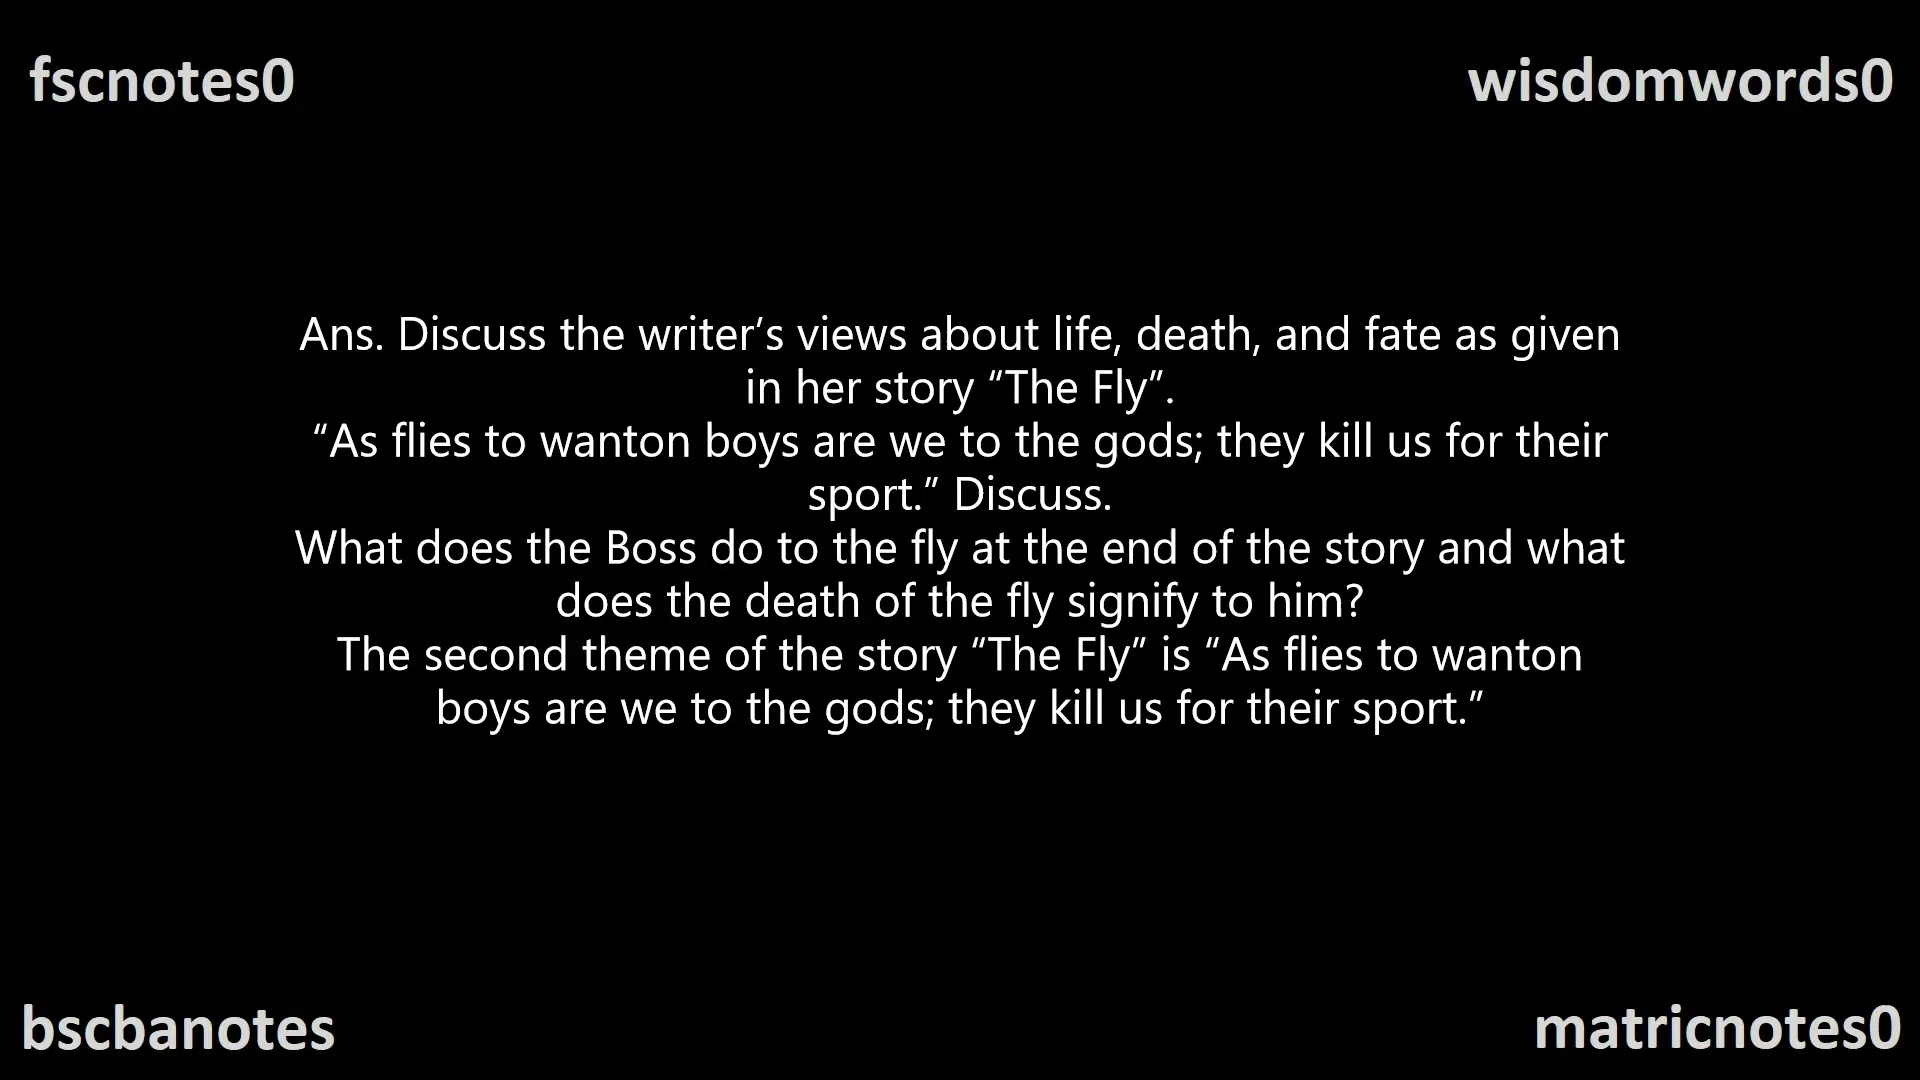 fscnotes0
wisdomwords0
Ans. Discuss the writer’s views about life, death, and fate as given
in her story “The Fly”.
“As flies to wanton boys are we to the gods; they kill us for their
sport.” Discuss.
What does the Boss do to the fly at the end of the story and what
does the death of the fly signify to him?
The second theme of the story “The Fly” is “As flies to wanton
boys are we to the gods; they kill us for their sport.”
bscbanotes
matricnotes0